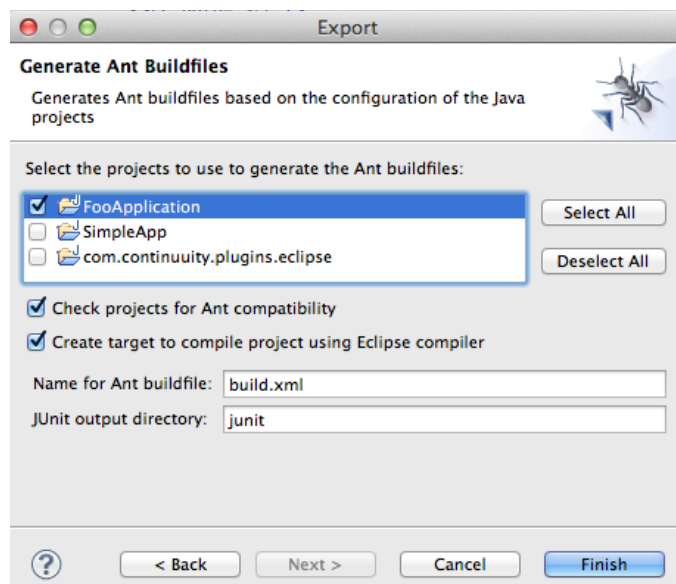 Export
Generate Ant Buildfiles
Generates Ant buildfiles based on the configuration of the Java
projects
Select the projects to use to generate the Ant buildfiles:
FooApplication
Select All
SimpleApp
com.continuuity.plugins.eclipse
Deselect All
Check projects for Ant compatibility
Create target to compile project using Eclipse compiler
Name for Ant buildfile: build.xml
JUnit output directory: junit
? < Back Next > Cancel Finish